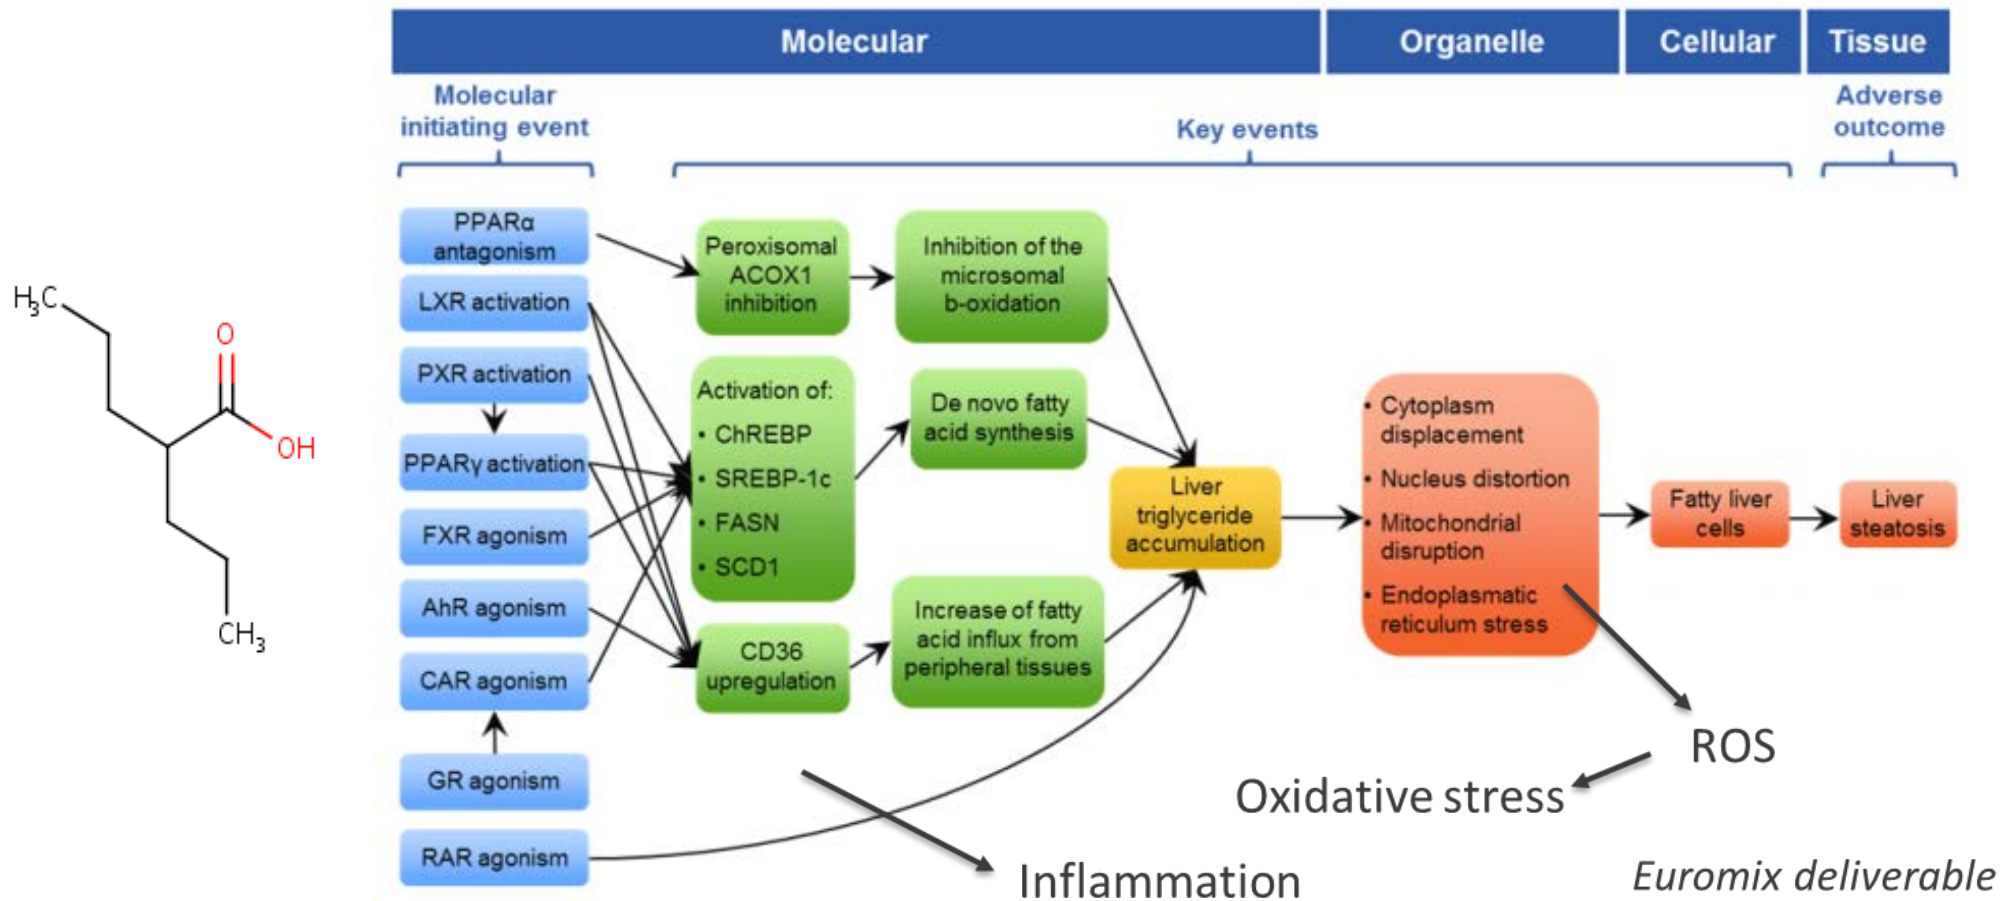 Molecular
Organelle
Cellular
Tissue
Molecular
initiating event
Key events
Adverse
outcome
H3C
O
OH
CH3
PPARα
antagonism
LXR activation
PXR activation
PPARγ activation
FXR agonism
AhR agonism
CAR agonism
GR agonism
RAR agonism
Peroxisomal
ACOX1
inhibition
Inhibition of the
microsomal
b-oxidation
Activation of:
• ChREBP
• SREBP-1c
• FASN
• SCD1
De novo fatty
acid synthesis
CD36
upregulation
Increase of fatty
acid influx from
peripheral tissues
Liver
triglyceride
accumulation
• Cytoplasm
displacement
• Nucleus distortion
• Mitochondrial
disruption
• Endoplasmatic
reticulum stress
Fatty liver
cells
Liver
steatosis
ROS
Oxidative stress
Inflammation
Euromix deliverable